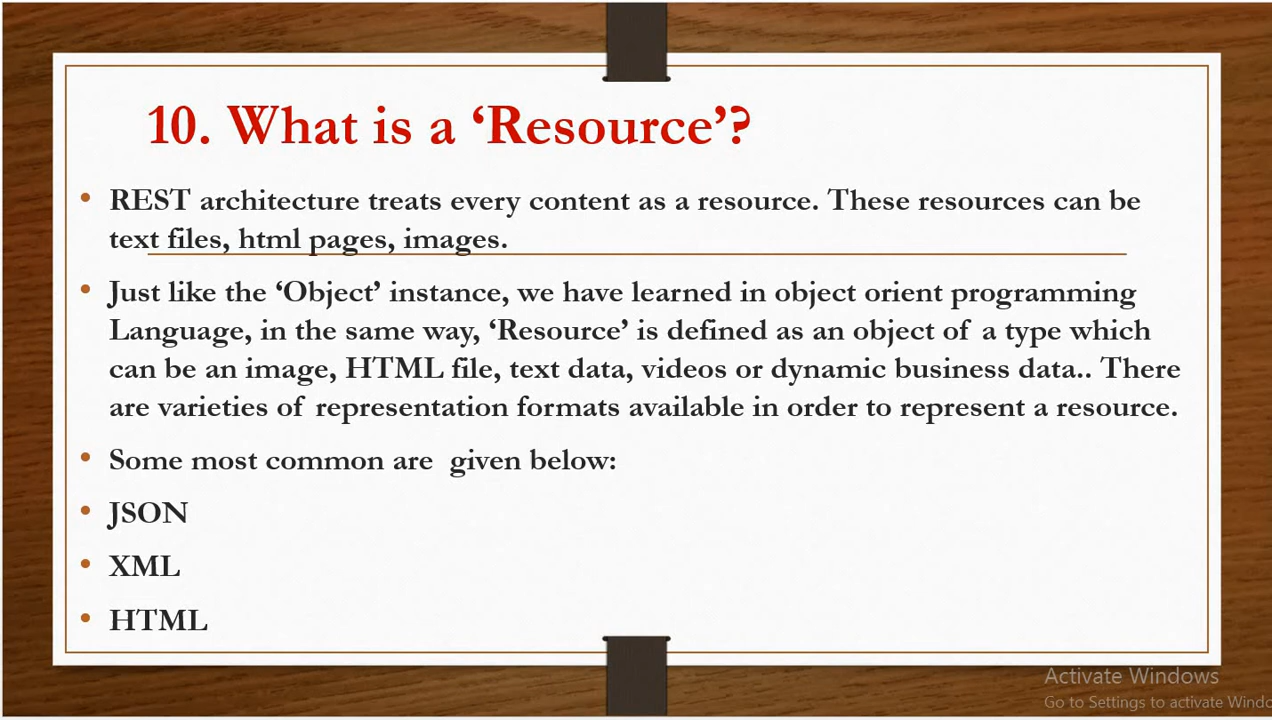 10. What is a ‘Resource’?
• REST architecture treats every content as a resource. These resources can be
text files, html pages, images.
• Just like the ‘Object’ instance, we have learned in object orient programming
Language, in the same way, ‘Resource’ is defined as an object of a type which
can be an image, HTML file, text data, videos or dynamic business data.. There
are varieties of representation formats available in order to represent a resource.
• Some most common are given below:
• JSON
• XML
• HTML
Activate Windows
Go to Settings to activate Windo